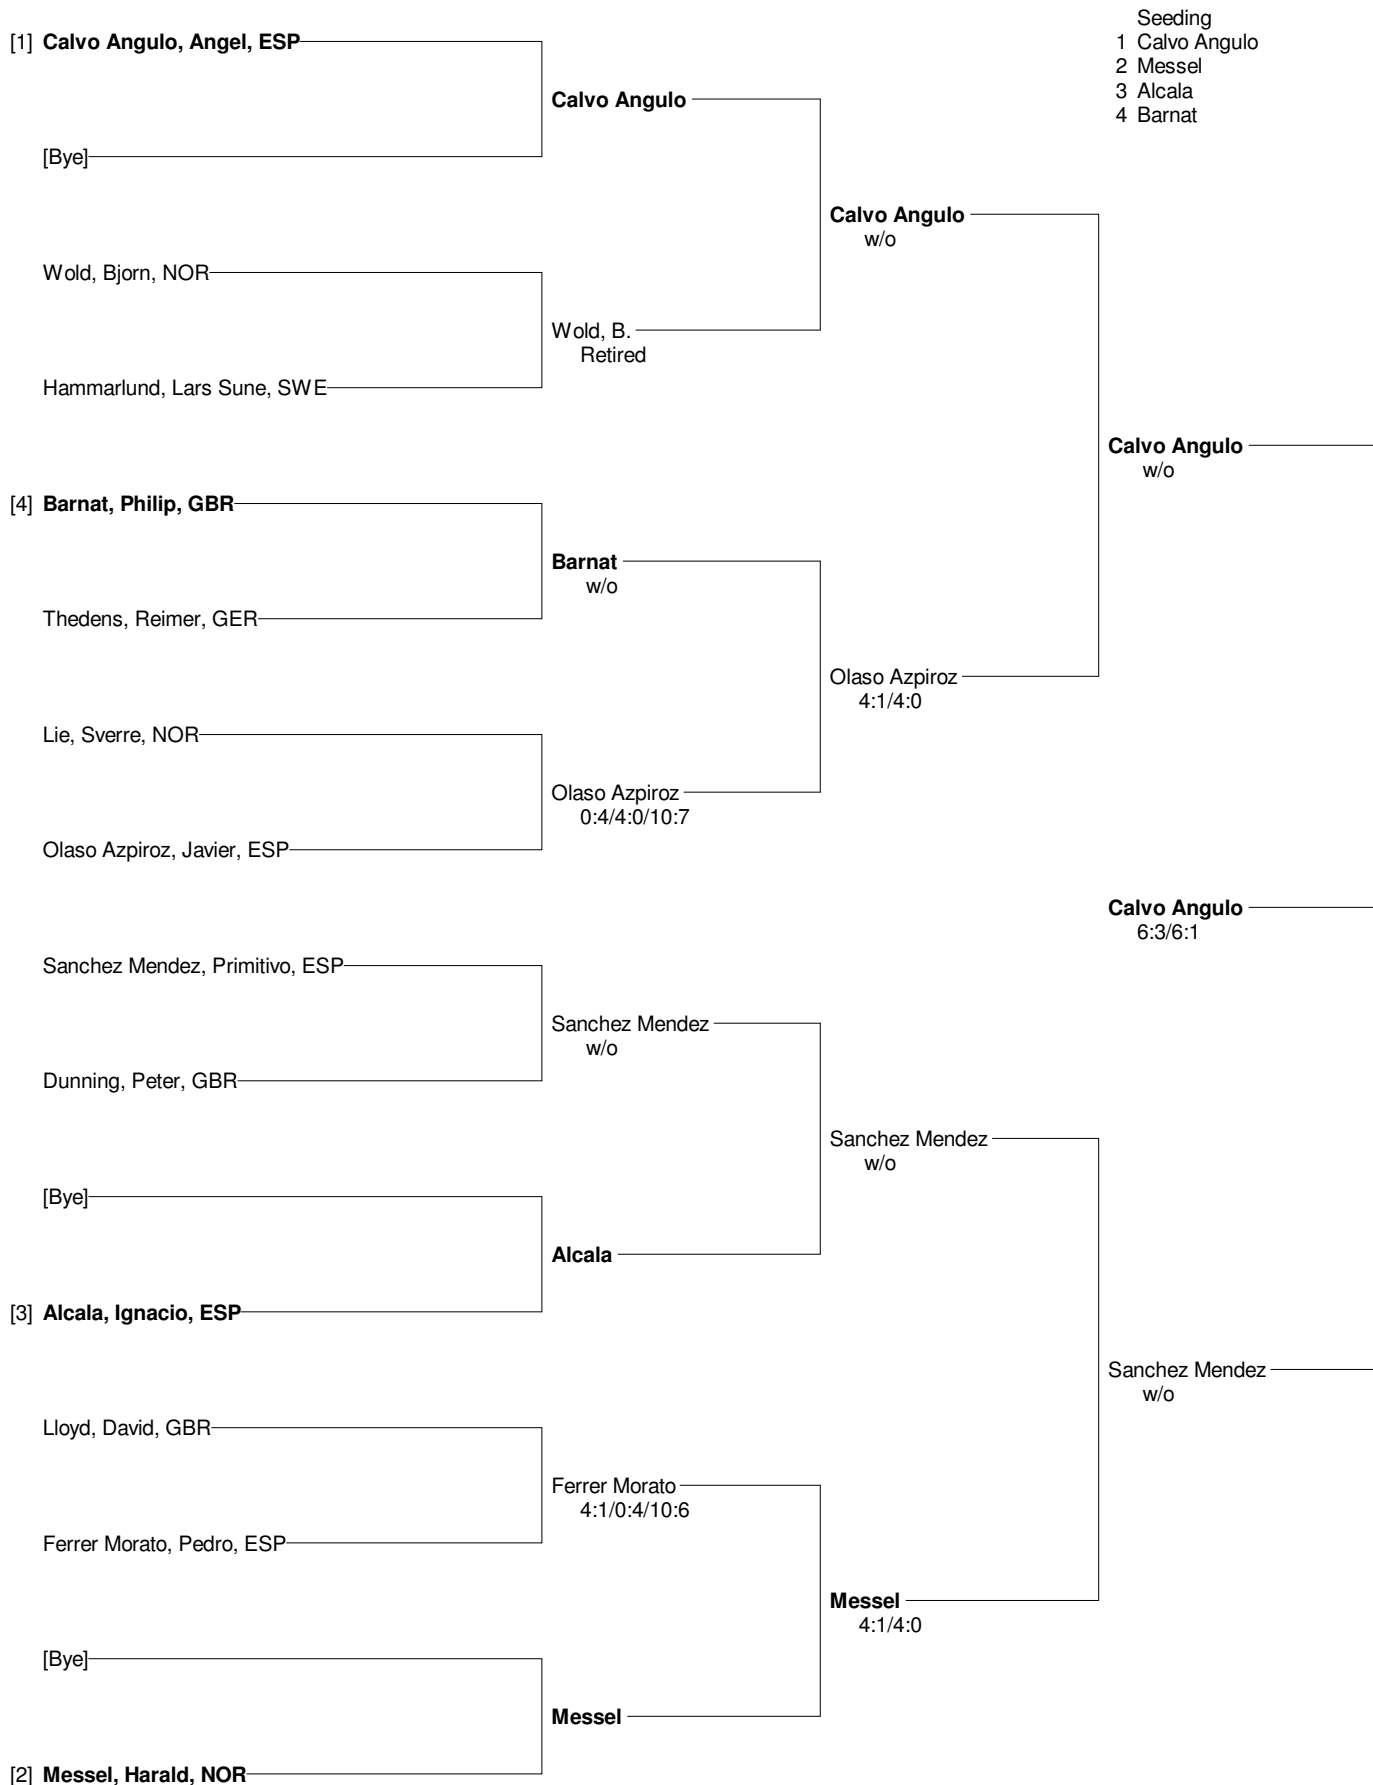 Seeding
1 Calvo Angulo
2 Messel
3 Alcala
4 Barnat
[1] Calvo Angulo, Angel, ESP
Calvo Angulo
[Bye]
Calvo Angulo
w/o
Wold, Bjorn, NOR
Wold, B.
Retired
Hammarlund, Lars Sune, SWE
Calvo Angulo
w/o
[4] Barnat, Philip, GBR
Barnat
w/o
Thedens, Reimer, GER
Olaso Azpiroz
4:1/4:0
Lie, Sverre, NOR
Olaso Azpiroz
0:4/4:0/10:7
Olaso Azpiroz, Javier, ESP
Calvo Angulo
6:3/6:1
Sanchez Mendez, Primitivo, ESP
Sanchez Mendez
w/o
Dunning, Peter, GBR
Sanchez Mendez
w/o
[Bye]
Alcala
[3] Alcala, Ignacio, ESP
Sanchez Mendez
w/o
Lloyd, David, GBR
Ferrer Morato
4:1/0:4/10:6
Ferrer Morato, Pedro, ESP
Messel
4:1/4:0
[Bye]
Messel
[2] Messel, Harald, NOR